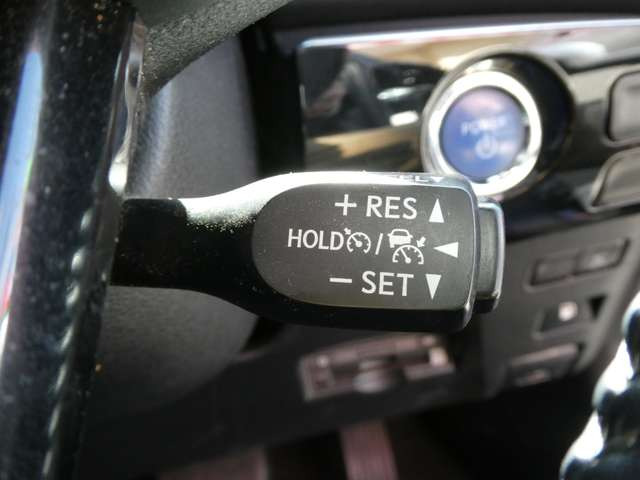 POWER
+ RES ▲
HOLD / ◀
− SET ▼